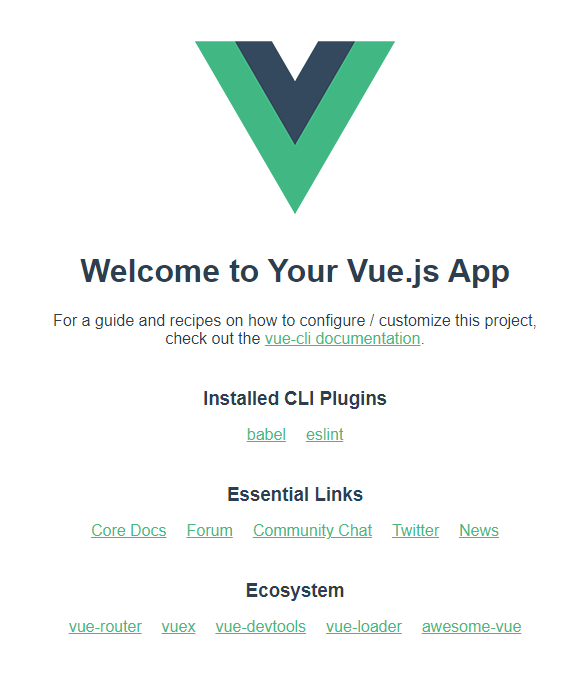 Welcome to Your Vue.js App
For a guide and recipes on how to configure / customize this project,
check out the vue-cli documentation.
Installed CLI Plugins
babel eslint
Essential Links
Core Docs Forum Community Chat Twitter News
Ecosystem
vue-router vuex vue-devtools vue-loader awesome-vue